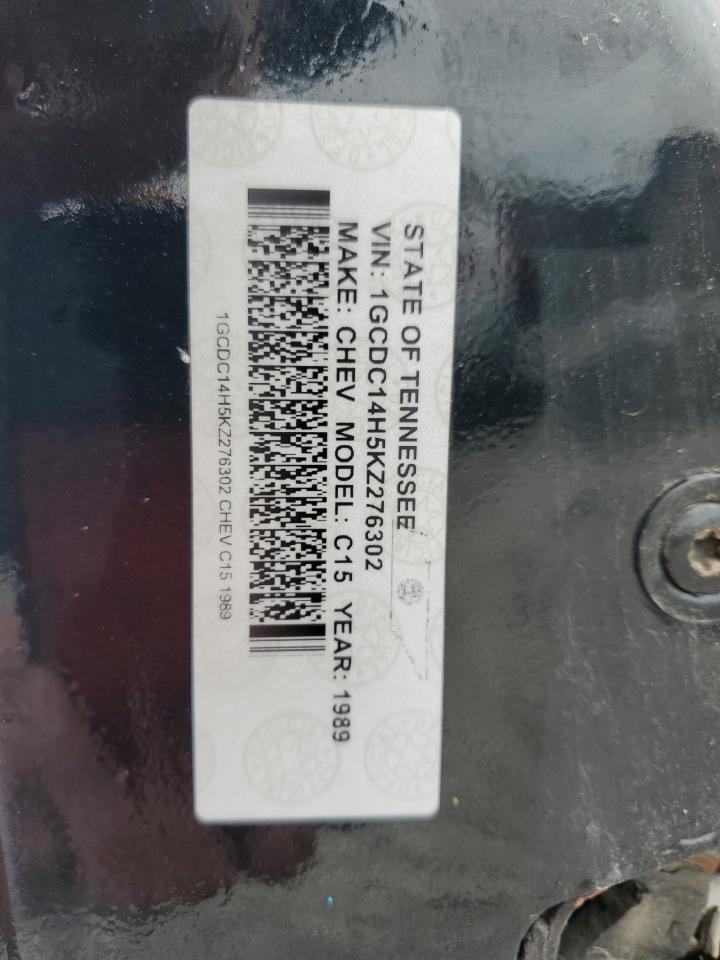 STATE OF TENNESSEE
VIN: 1GCDC14H5KZ276302
MAKE: CHEV MODEL: C15 YEAR: 1989
1GCDC14H5KZ276302 CHEV C15 1989